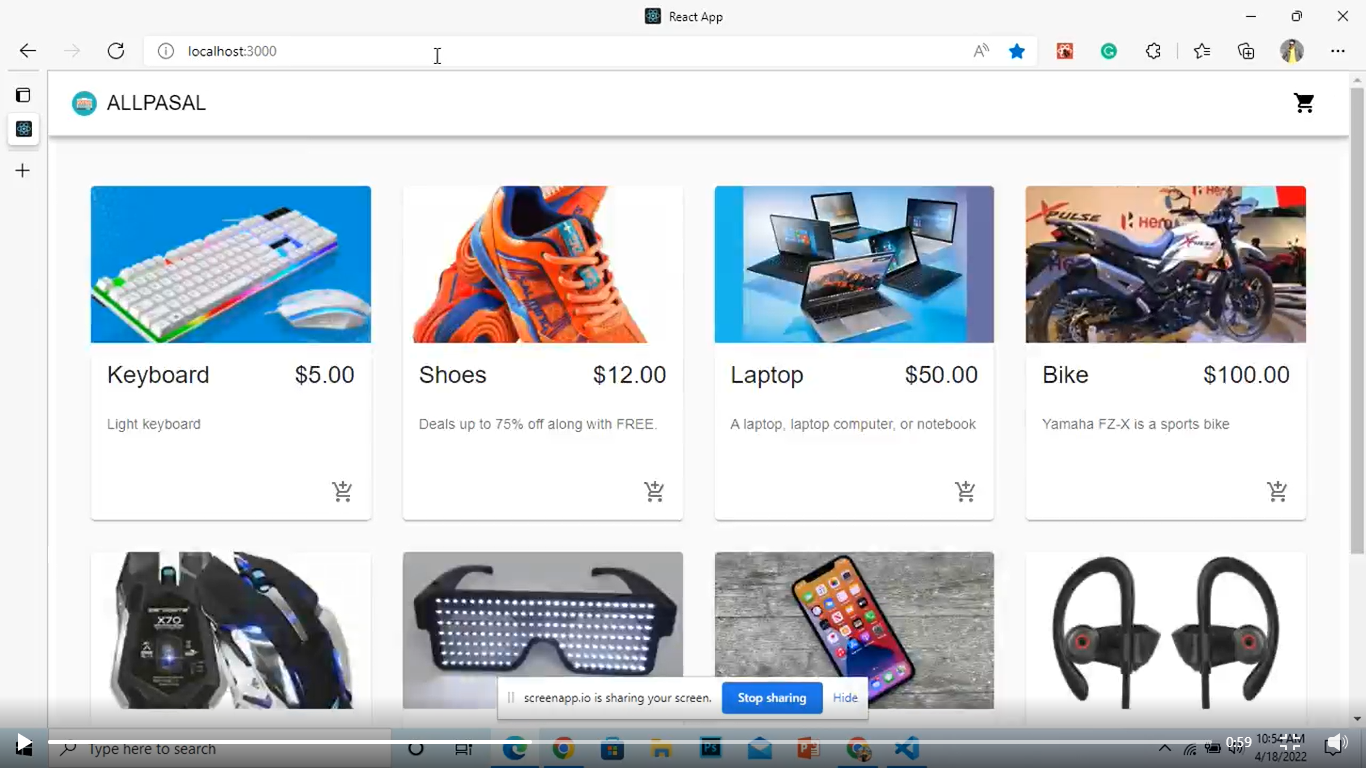 React App
localhost:3000
ALLPASAL
XPULSE
Hero
Keyboard $5.00
Shoes $12.00
Laptop $50.00
Bike $100.00
Light keyboard
Deals up to 75% off along with FREE.
A laptop, laptop computer, or notebook
Yamaha FZ-X is a sports bike
X70
screenapp.io is sharing your screen. Stop sharing Hide
Type here to search
0:59
10:54 AM
4/18/2022